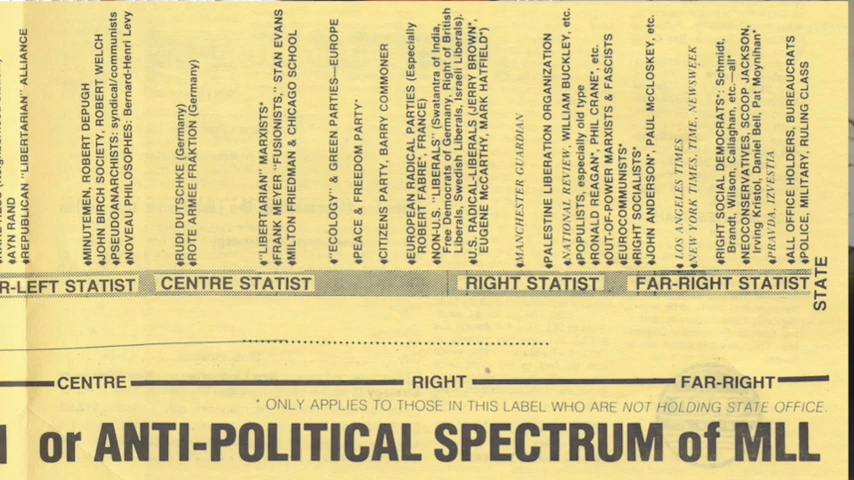 AYN RAND
REPUBLICAN "LIBERTARIAN" ALLIANCE
MINUTEMEN, ROBERT DEPUGH
JOHN BIRCH SOCIETY, ROBERT WELCH
PSEUDOANARCHISTS: syndical/communists
NOVEAU PHILOSOPHES: Bernard-Henri Levy
RUDI DUTSCHKE (Germany)
ROTE ARMEE FRAKTION (Germany)
"LIBERTARIAN" MARXISTS*
FRANK MEYER "FUSIONISTS," STAN EVANS
MILTON FRIEDMAN & CHICAGO SCHOOL
"ECOLOGY" & GREEN PARTIES—EUROPE
PEACE & FREEDOM PARTY*
CITIZENS PARTY, BARRY COMMONER
EUROPEAN RADICAL PARTIES (Especially
ROBERT FABRE*, FRANCE)
NON-U.S. "LIBERALS" (Swatantra of India,
Free Democrats of Germany, Right of British
Liberals, Swedish Liberals, Israeli Liberals).
U.S. RADICAL-LIBERALS (JERRY BROWN*,
EUGENE McCARTHY, MARK HATFIELD*)
MANCHESTER GUARDIAN
PALESTINE LIBERATION ORGANIZATION
NATIONAL REVIEW, WILLIAM BUCKLEY, etc.
POPULISTS, especially old type
RONALD REAGAN*, PHIL CRANE*, etc.
OUT-OF-POWER MARXISTS & FASCISTS
EUROCOMMUNISTS*
RIGHT SOCIALISTS*
JOHN ANDERSON*, PAUL McCLOSKEY, etc.
LOS ANGELES TIMES
NEW YORK TIMES, TIME, NEWSWEEK
RIGHT SOCIAL DEMOCRATS*: Schmidt,
Brandt, Wilson, Callaghan, etc.—all*
NEOCONSERVATIVES, SCOOP JACKSON,
Irving Kristol, Daniel Bell, Pat Moynihan*
PRAVDA, IZVESTIA
ALL OFFICE HOLDERS, BUREAUCRATS
POLICE, MILITARY, RULING CLASS
R-LEFT STATIST CENTRE STATIST RIGHT STATIST FAR-RIGHT STATIST
STATE
CENTRE RIGHT FAR-RIGHT
* ONLY APPLIES TO THOSE IN THIS LABEL WHO ARE NOT HOLDING STATE OFFICE.
or ANTI-POLITICAL SPECTRUM of MLL